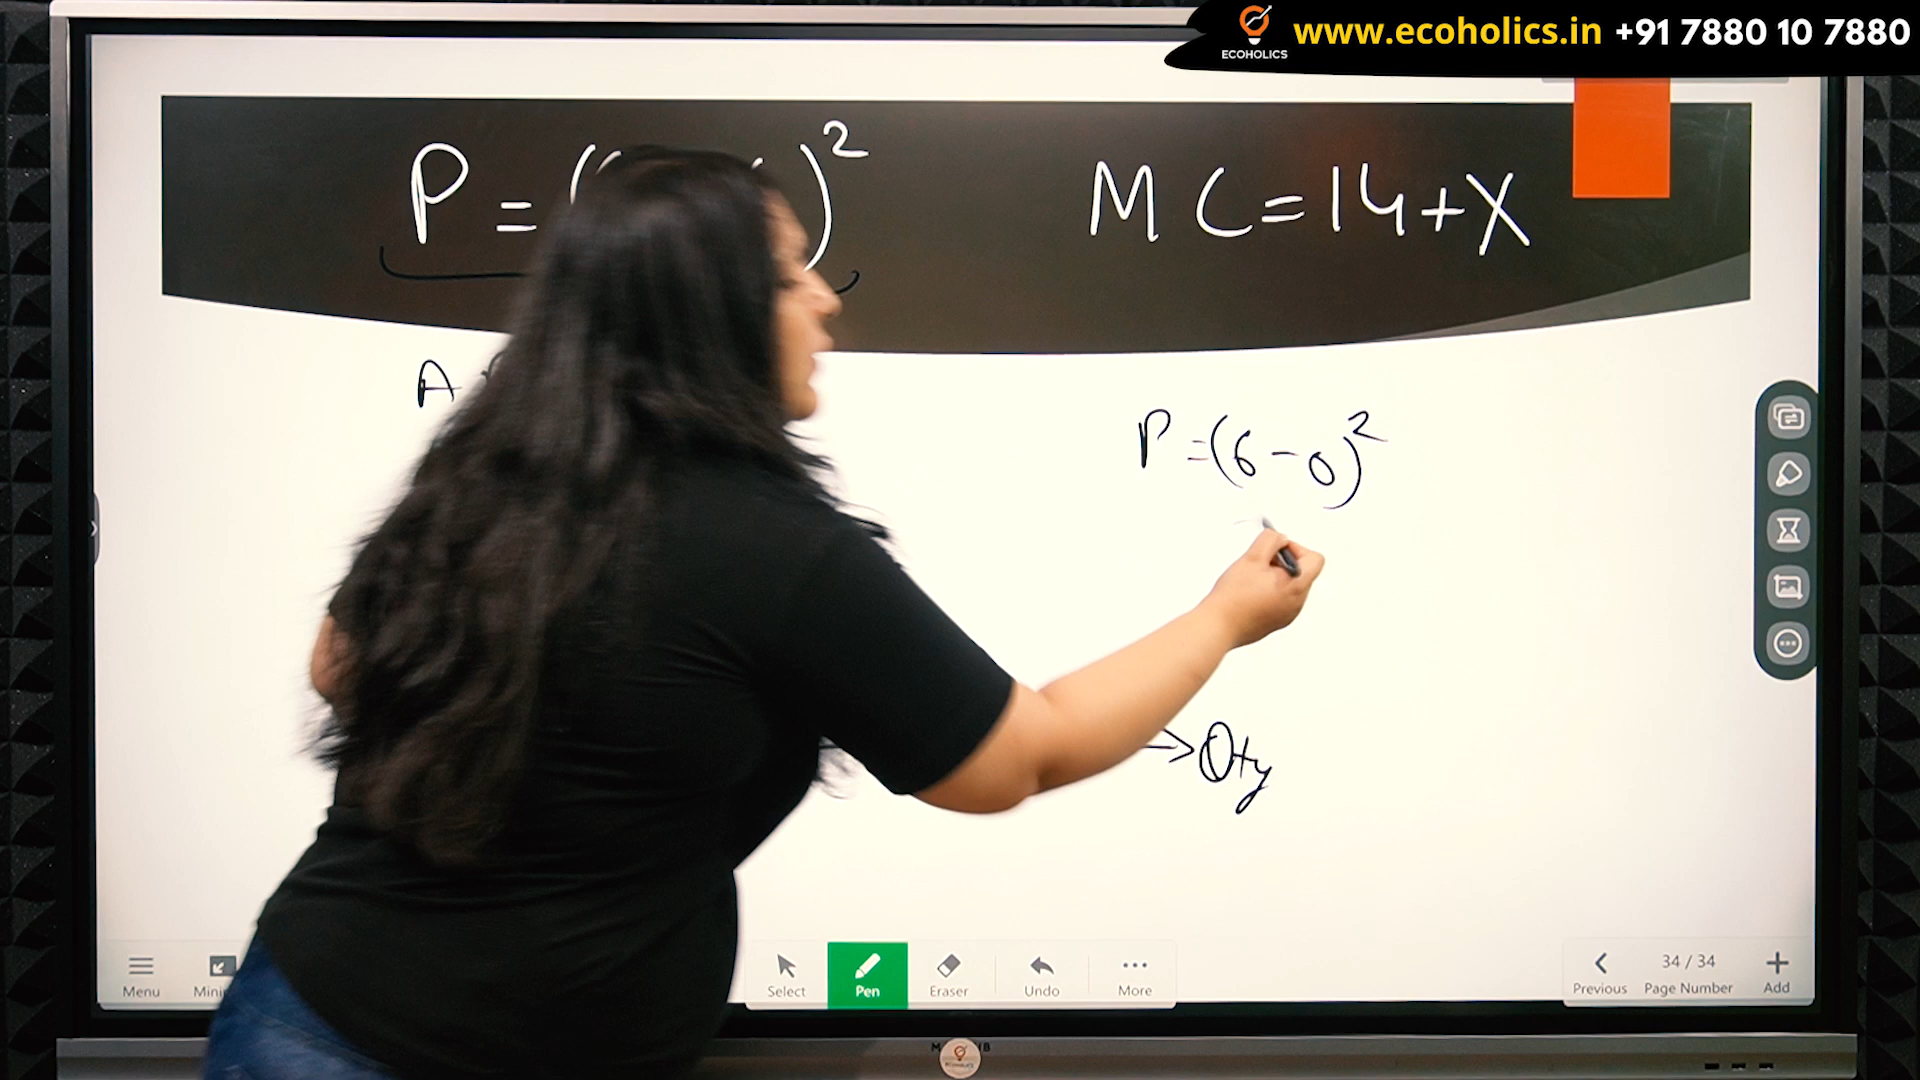 ECOHOLICS
www.ecoholics.in +91 7880 10 7880
P = ( )²
MC = 14 + X
A
P = (6 - 0)²
Qty
Menu
Select
Pen
Eraser
Undo
More
Previous
34 / 34
Page Number
Add